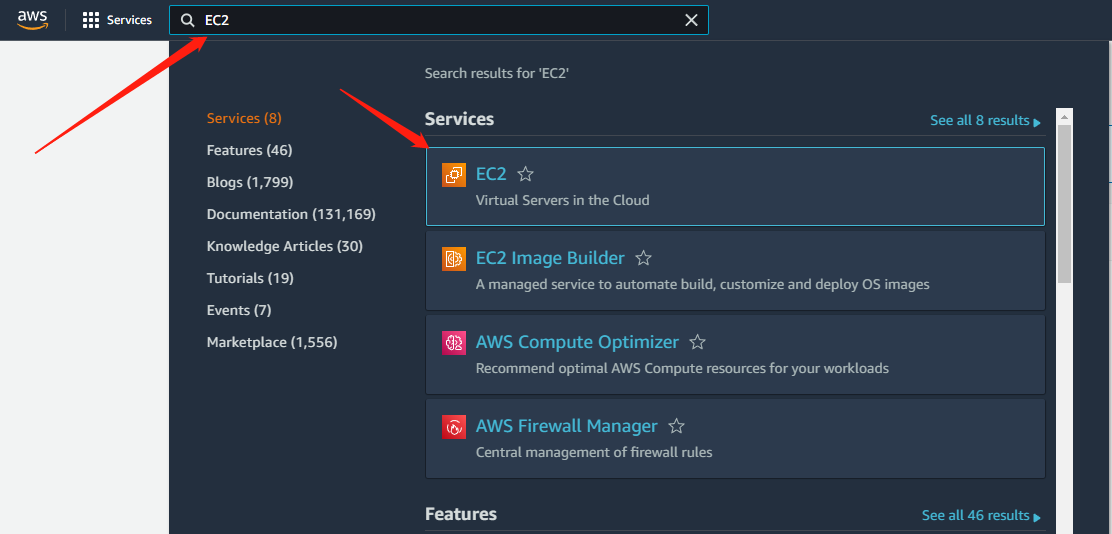 aws
Services
EC2
Search results for 'EC2'
Services (8)
Features (46)
Blogs (1,799)
Documentation (131,169)
Knowledge Articles (30)
Tutorials (19)
Events (7)
Marketplace (1,556)
Services
See all 8 results
EC2
Virtual Servers in the Cloud
EC2 Image Builder
A managed service to automate build, customize and deploy OS images
AWS Compute Optimizer
Recommend optimal AWS Compute resources for your workloads
AWS Firewall Manager
Central management of firewall rules
Features
See all 46 results